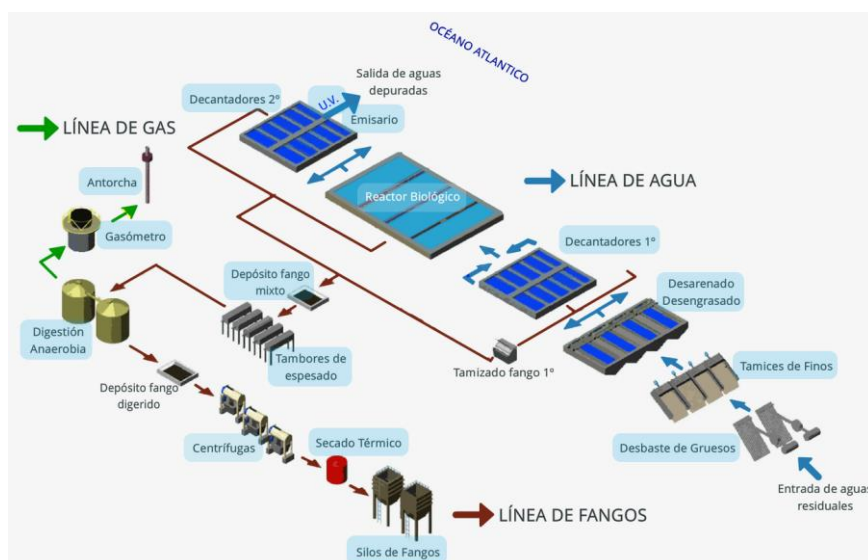 OCÉANO ATLANTICO
Salida de aguas
depuradas
Decantadores 2º
U.V.
Emisario
LÍNEA DE GAS
Antorcha
LÍNEA DE AGUA
Reactor Biológico
Gasómetro
Decantadores 1º
Depósito fango
mixto
Desarenado
Desengrasado
Digestión
Anaerobia
Tambores de
espesado
Tamizado fango 1º
Tamices de Finos
Depósito fango
digerido
Centrífugas
Secado Térmico
Desbaste de Gruesos
Entrada de aguas
residuales
LÍNEA DE FANGOS
Silos de Fangos